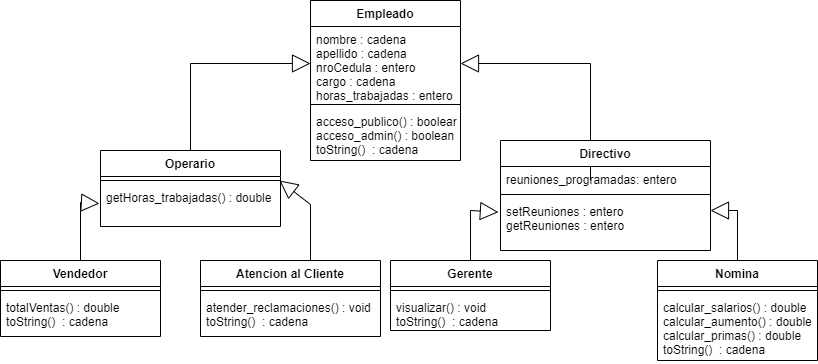 Empleado
nombre : cadena
apellido : cadena
nroCedula : entero
cargo : cadena
horas_trabajadas : entero
acceso_publico() : boolear
acceso_admin() : boolean
toString()  : cadena
Operario
getHoras_trabajadas() : double
Directivo
reuniones_programadas: entero
setReuniones : entero
getReuniones : entero
Vendedor
totalVentas() : double
toString()  : cadena
Atencion al Cliente
atender_reclamaciones() : void
toString()  : cadena
Gerente
visualizar() : void
toString()  : cadena
Nomina
calcular_salarios() : double
calcular_aumento() : double
calcular_primas() : double
toString()  : cadena